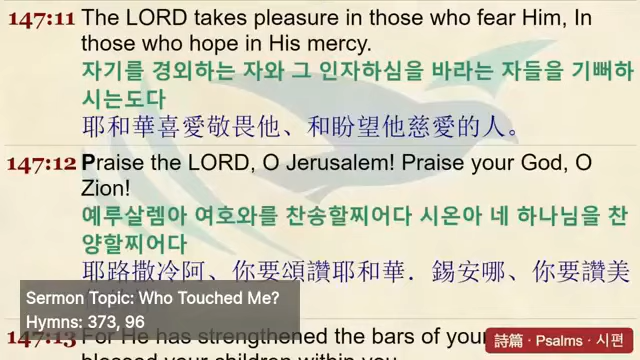 147:11 The LORD takes pleasure in those who fear Him, In
those who hope in His mercy.
자기를 경외하는 자와 그 인자하심을 바라는 자들을 기뻐하
시는도다
耶和華喜愛敬畏他、和盼望他慈愛的人。
147:12 Praise the LORD, O Jerusalem! Praise your God, O
Zion!
예루살렘아 여호와를 찬송할찌어다 시온아 네 하나님을 찬
양할찌어다
耶路撒冷阿、你要頌讚耶和華．錫安哪、你要讚美
Sermon Topic: Who Touched Me?
Hymns: 373, 96
147:13 For He has strengthened the bars of your
blessed your children within you.
詩篇 · Psalms · 시편